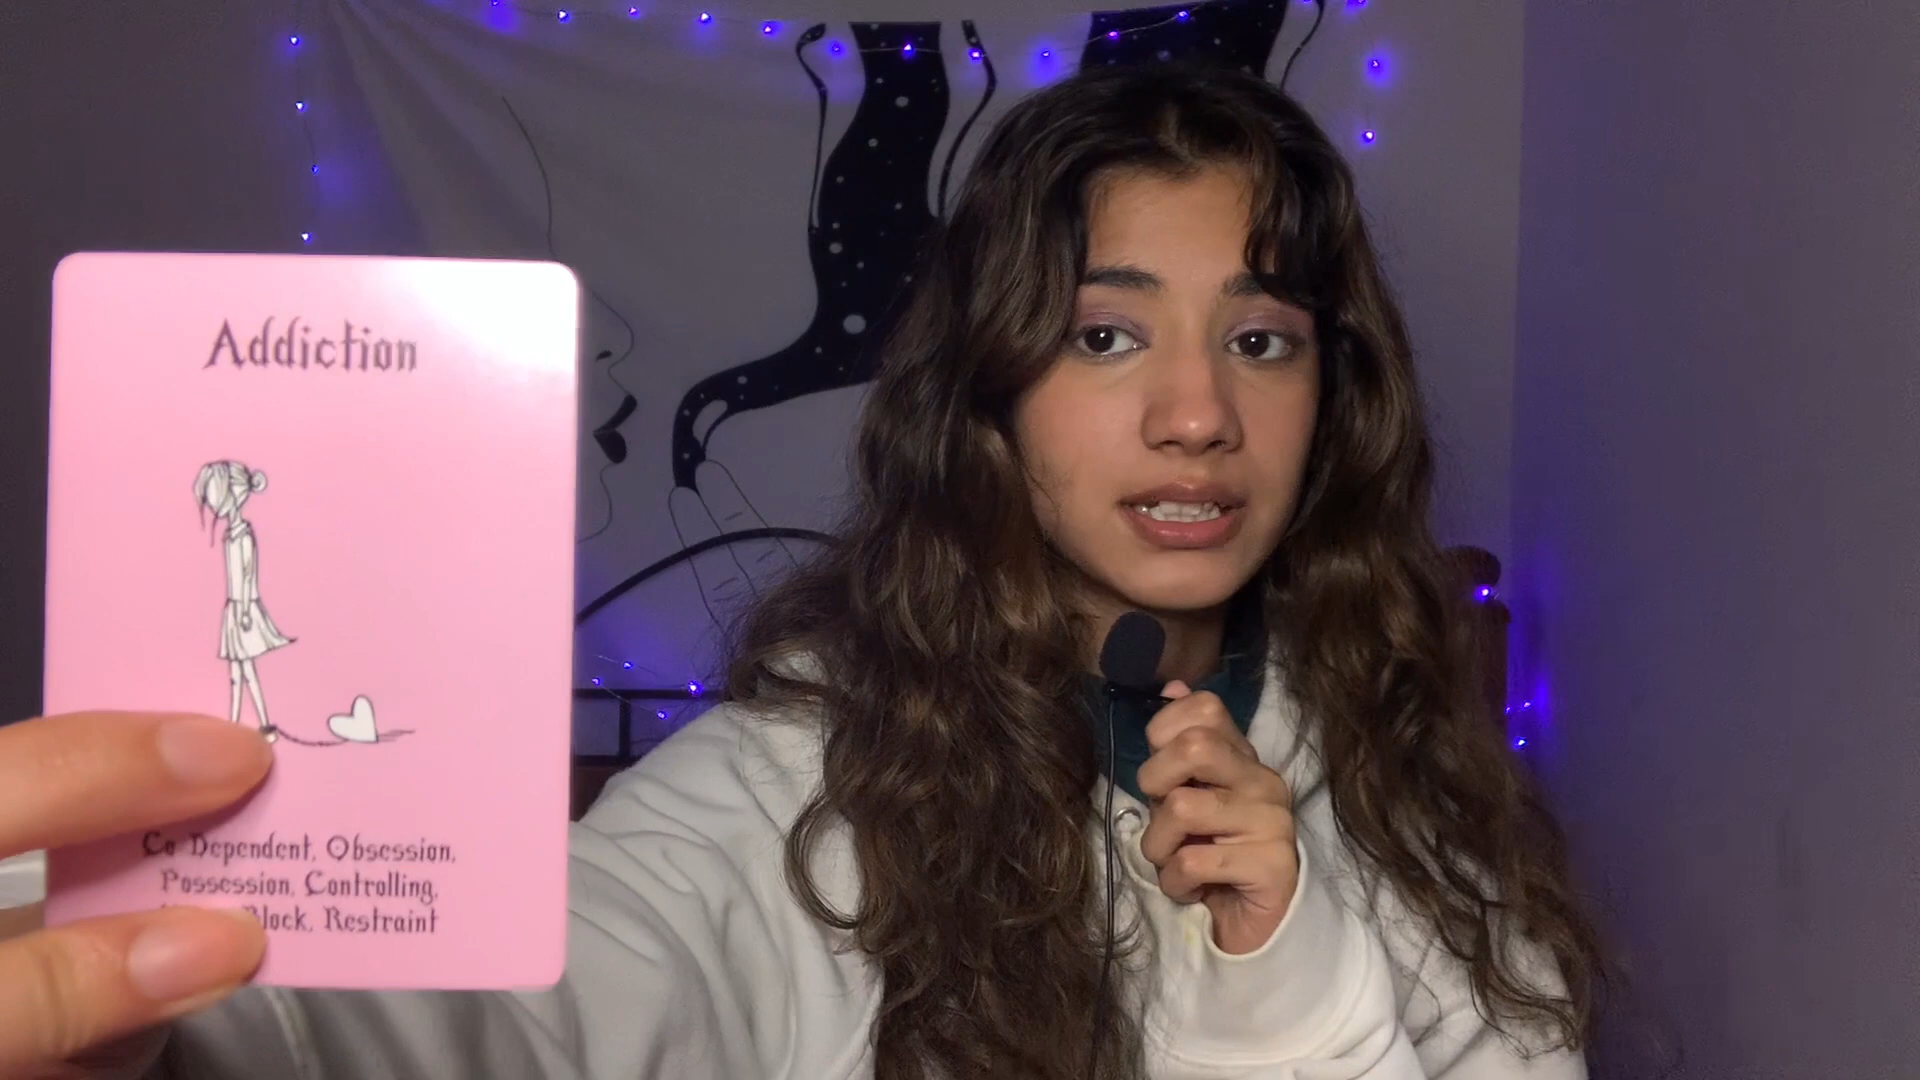 Addiction
Co-Dependent, Obsession,
Possession, Controlling,
Block, Restraint